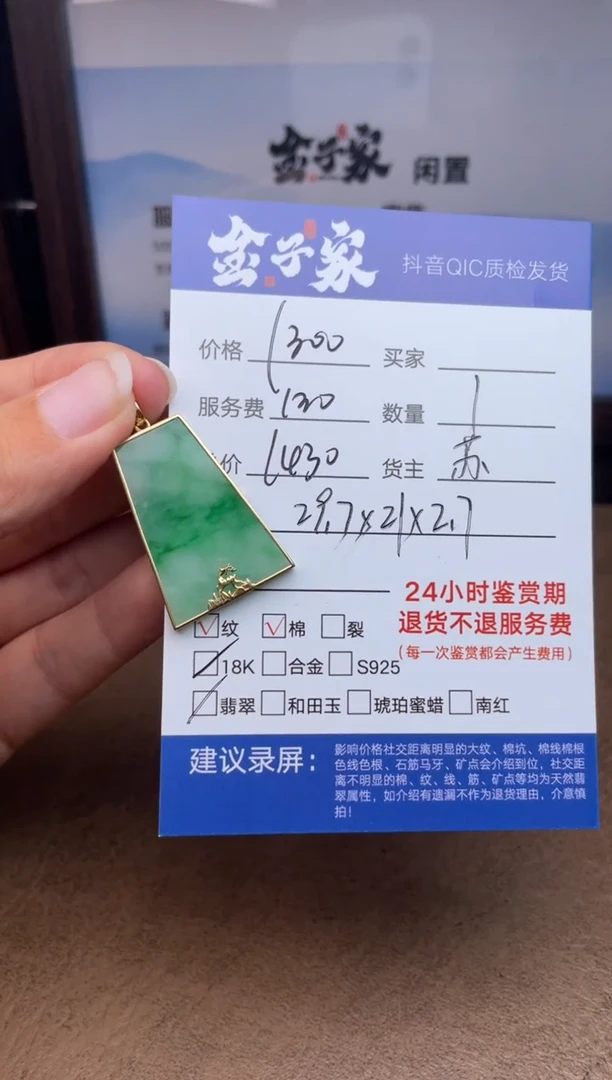 金子家 闲置
金子家 抖音QIC质检发货
价格 1300 买家
服务费 130 数量 1
价 1430 货主 苏
29.7x21x2.7
24小时鉴赏期
退货不退服务费
(每一次鉴赏都会产生费用)
纹 棉 裂
18K 合金 S925
翡翠 和田玉 琥珀蜜蜡 南红
建议录屏：
影响价格社交距离明显的大纹、棉坑、棉线棉根
色线色根、石筋马牙、矿点会介绍到位，社交距
离不明显的棉、纹、线、筋、矿点等均为天然翡
翠属性，如介绍有遗漏不作为退货理由，介意慎
拍！